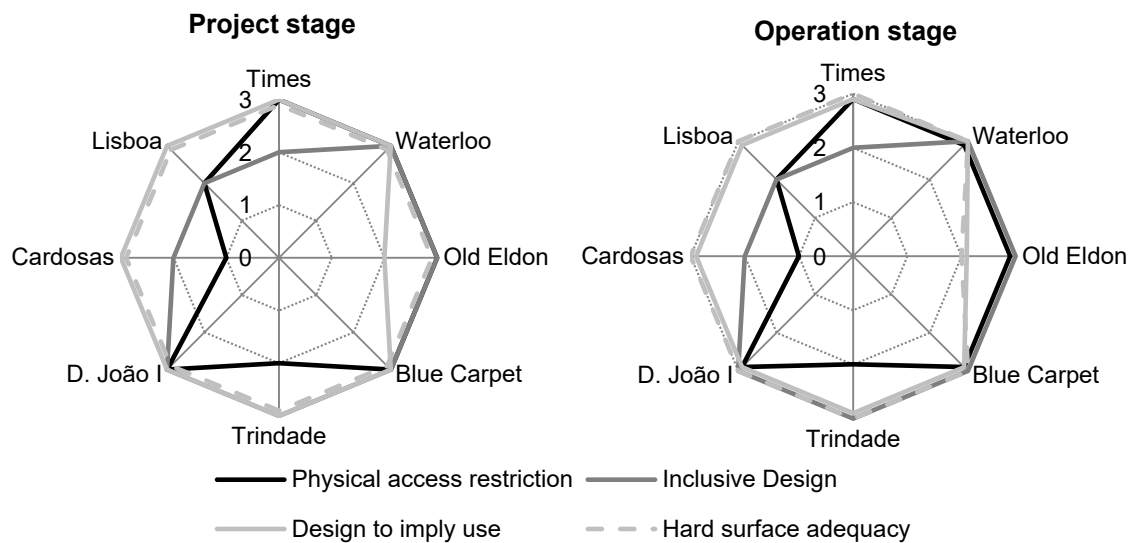 Project stage
Times
3
Lisboa
Waterloo
2
1
Cardosas
0
Old Eldon
D. João I
Blue Carpet
Trindade
Operation stage
Times
3
Lisboa
Waterloo
2
1
Cardosas
0
Old Eldon
D. João I
Blue Carpet
Trindade
Physical access restriction
Inclusive Design
Design to imply use
Hard surface adequacy